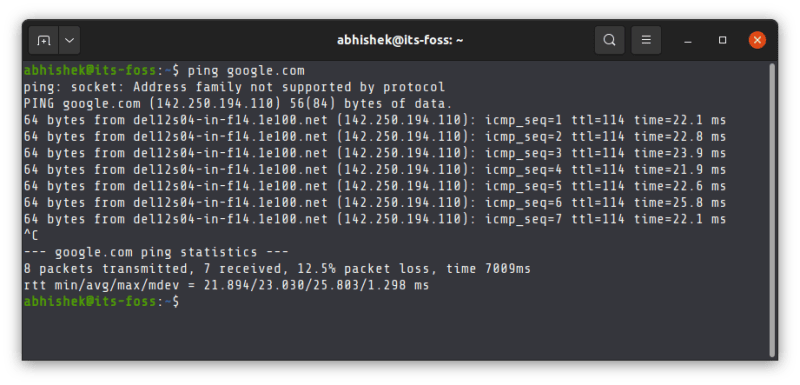 abhishek@its-foss: ~
abhishek@its-foss:~$ ping google.com
ping: socket: Address family not supported by protocol
PING google.com (142.250.194.110) 56(84) bytes of data.
64 bytes from del12s04-in-f14.1e100.net (142.250.194.110): icmp_seq=1 ttl=114 time=22.1 ms
64 bytes from del12s04-in-f14.1e100.net (142.250.194.110): icmp_seq=2 ttl=114 time=22.8 ms
64 bytes from del12s04-in-f14.1e100.net (142.250.194.110): icmp_seq=3 ttl=114 time=23.9 ms
64 bytes from del12s04-in-f14.1e100.net (142.250.194.110): icmp_seq=4 ttl=114 time=21.9 ms
64 bytes from del12s04-in-f14.1e100.net (142.250.194.110): icmp_seq=5 ttl=114 time=22.6 ms
64 bytes from del12s04-in-f14.1e100.net (142.250.194.110): icmp_seq=6 ttl=114 time=25.8 ms
64 bytes from del12s04-in-f14.1e100.net (142.250.194.110): icmp_seq=7 ttl=114 time=22.1 ms
^C
--- google.com ping statistics ---
8 packets transmitted, 7 received, 12.5% packet loss, time 7009ms
rtt min/avg/max/mdev = 21.894/23.030/25.803/1.298 ms
abhishek@its-foss:~$